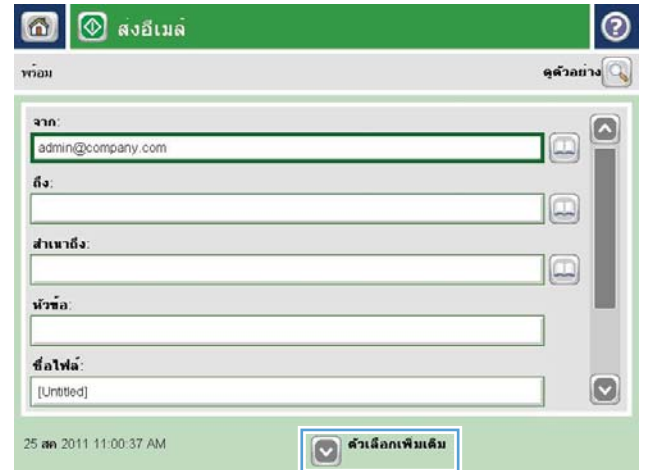 ส่งอีเมล์
พร้อม ดูตัวอย่าง
จาก:
admin@company.com
ถึง:
สำเนาถึง:
หัวข้อ:
ชื่อไฟล์:
[Untitled]
25 สค 2011 11:00:37 AM ตัวเลือกเพิ่มเติม